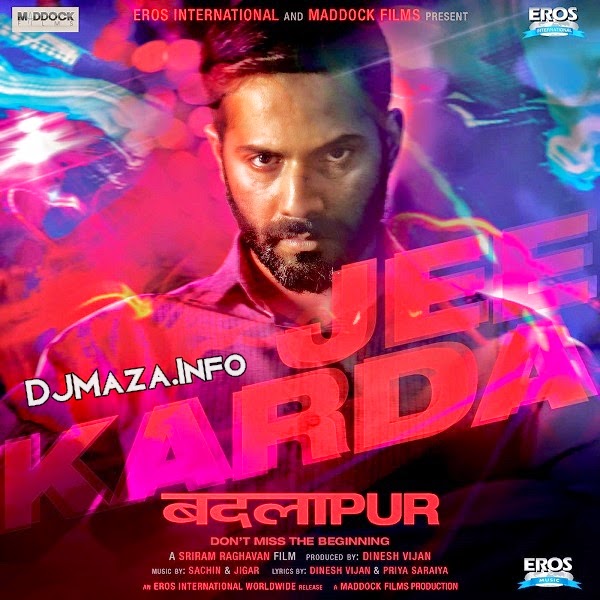 MADDOCK
FILMS
EROS INTERNATIONAL AND MADDOCK FILMS PRESENT
EROS
INTERNATIONAL
JEE
DJMAZA.INFO
KARDA
बदलाPUR
DON'T MISS THE BEGINNING
A SRIRAM RAGHAVAN FILM PRODUCED BY: DINESH VIJAN
MUSIC BY: SACHIN & JIGAR LYRICS BY: DINESH VIJAN & PRIYA SARAIYA
AN EROS INTERNATIONAL WORLDWIDE RELEASE A MADDOCK FILMS PRODUCTION
EROS
MUSIC